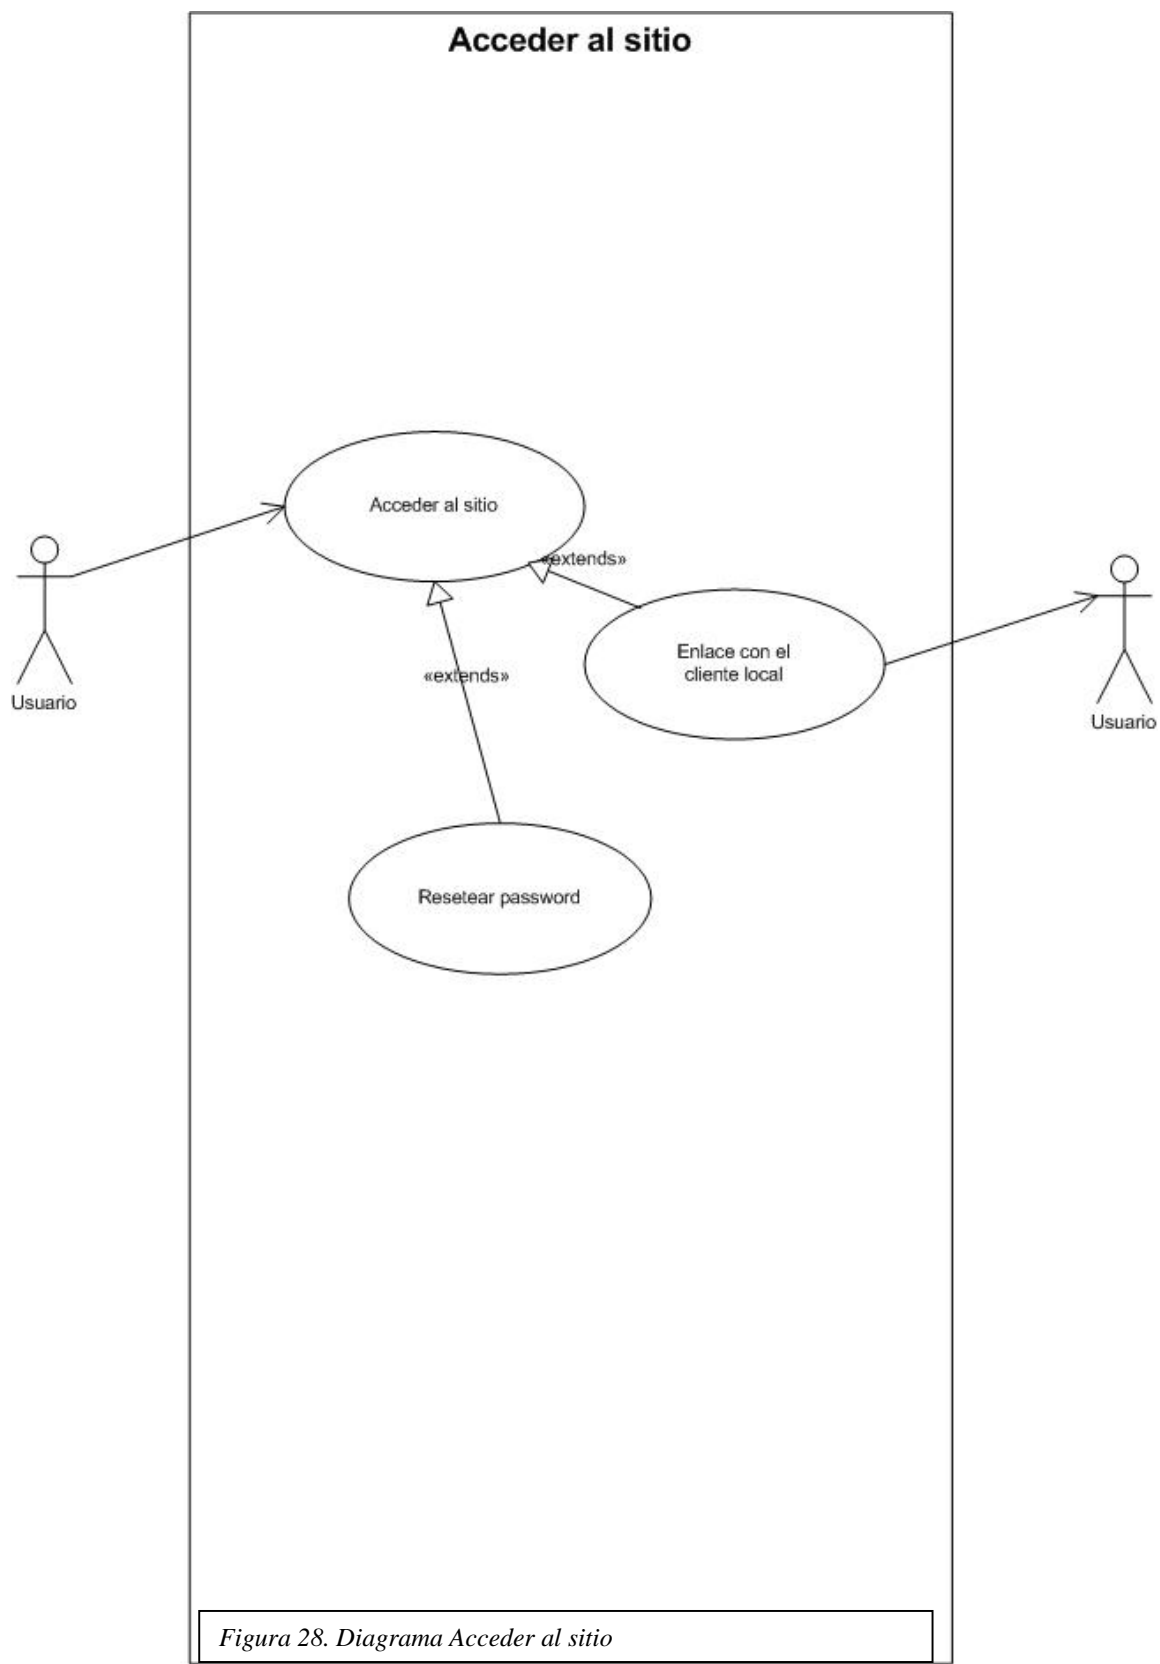 Acceder al sitio
Acceder al sitio
«extends»
Enlace con el
cliente local
«extends»
Usuario
Usuario
Resetear password
Figura 28. Diagrama Acceder al sitio